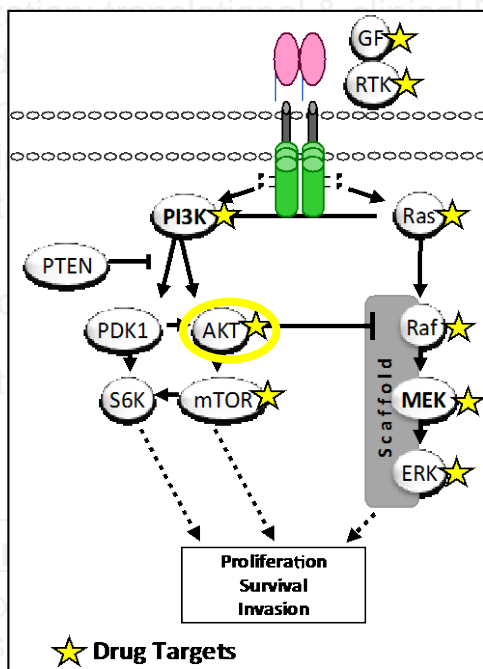 GF
RTK
P
P
PI3K
Ras
PTEN
PDK1
AKT
Raf
S6K
mTOR
MEK
Scaffold
ERK
Proliferation
Survival
Invasion
Drug Targets